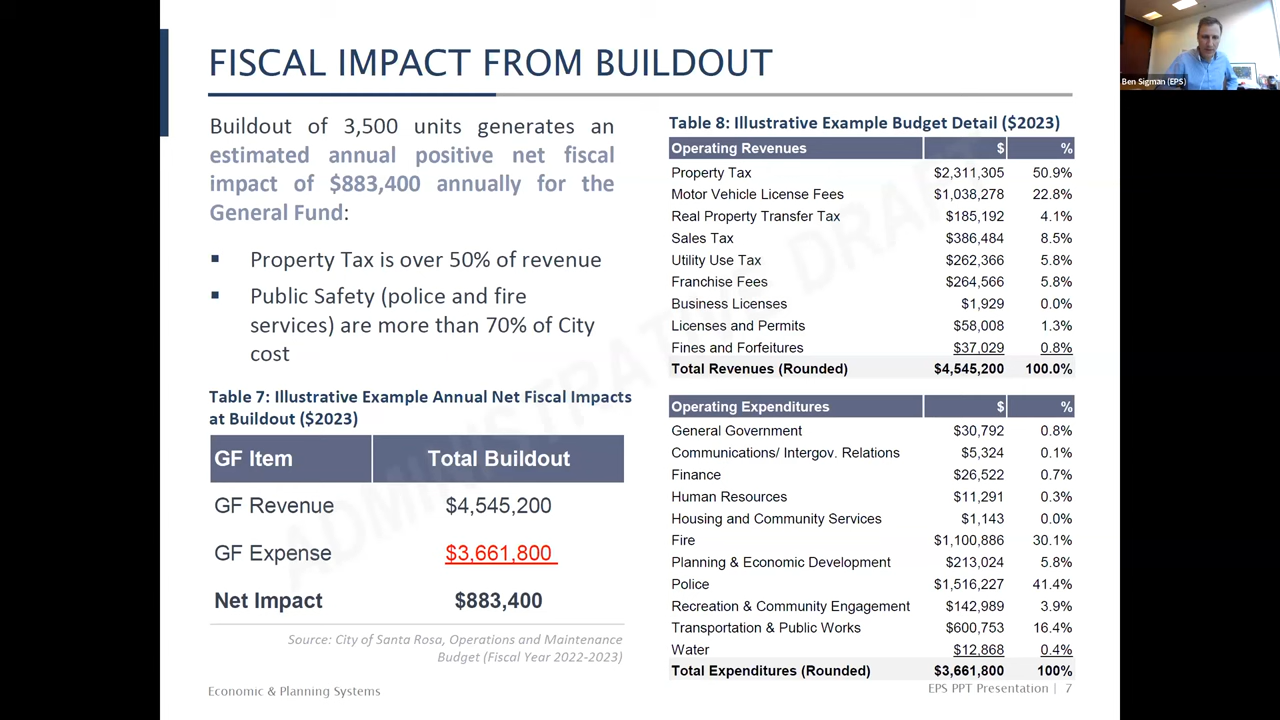 FISCAL IMPACT FROM BUILDOUT
Buildout of 3,500 units generates an
estimated annual positive net fiscal
impact of $883,400 annually for the
General Fund:
▪ Property Tax is over 50% of revenue
▪ Public Safety (police and fire
services) are more than 70% of City
cost
Table 7: Illustrative Example Annual Net Fiscal Impacts
at Buildout ($2023)
GF Item Total Buildout
GF Revenue $4,545,200
GF Expense $3,661,800
Net Impact $883,400
Source: City of Santa Rosa, Operations and Maintenance
Budget (Fiscal Year 2022-2023)
Table 8: Illustrative Example Budget Detail ($2023)
Operating Revenues $ %
Property Tax $2,311,305 50.9%
Motor Vehicle License Fees $1,038,278 22.8%
Real Property Transfer Tax $185,192 4.1%
Sales Tax $386,484 8.5%
Utility Use Tax $262,366 5.8%
Franchise Fees $264,566 5.8%
Business Licenses $1,929 0.0%
Licenses and Permits $58,008 1.3%
Fines and Forfeitures $37,029 0.8%
Total Revenues (Rounded) $4,545,200 100.0%
Operating Expenditures $ %
General Government $30,792 0.8%
Communications/ Intergov. Relations $5,324 0.1%
Finance $26,522 0.7%
Human Resources $11,291 0.3%
Housing and Community Services $1,143 0.0%
Fire $1,100,886 30.1%
Planning & Economic Development $213,024 5.8%
Police $1,516,227 41.4%
Recreation & Community Engagement $142,989 3.9%
Transportation & Public Works $600,753 16.4%
Water $12,868 0.4%
Total Expenditures (Rounded) $3,661,800 100%
Economic & Planning Systems
EPS PPT Presentation | 7
ADMINISTRATIVE DRAFT
Ben Sigman (EPS)